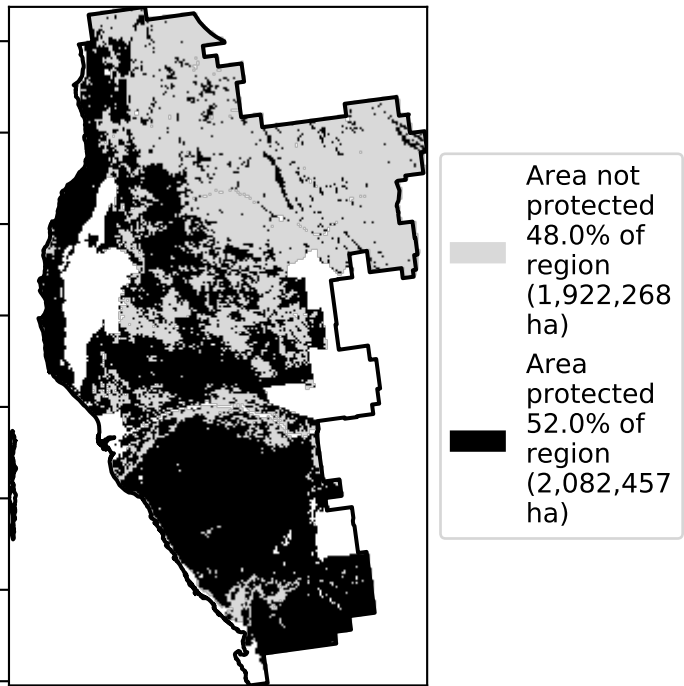 Area not
protected
48.0% of
region
(1,922,268
ha)
Area
protected
52.0% of
region
(2,082,457
ha)